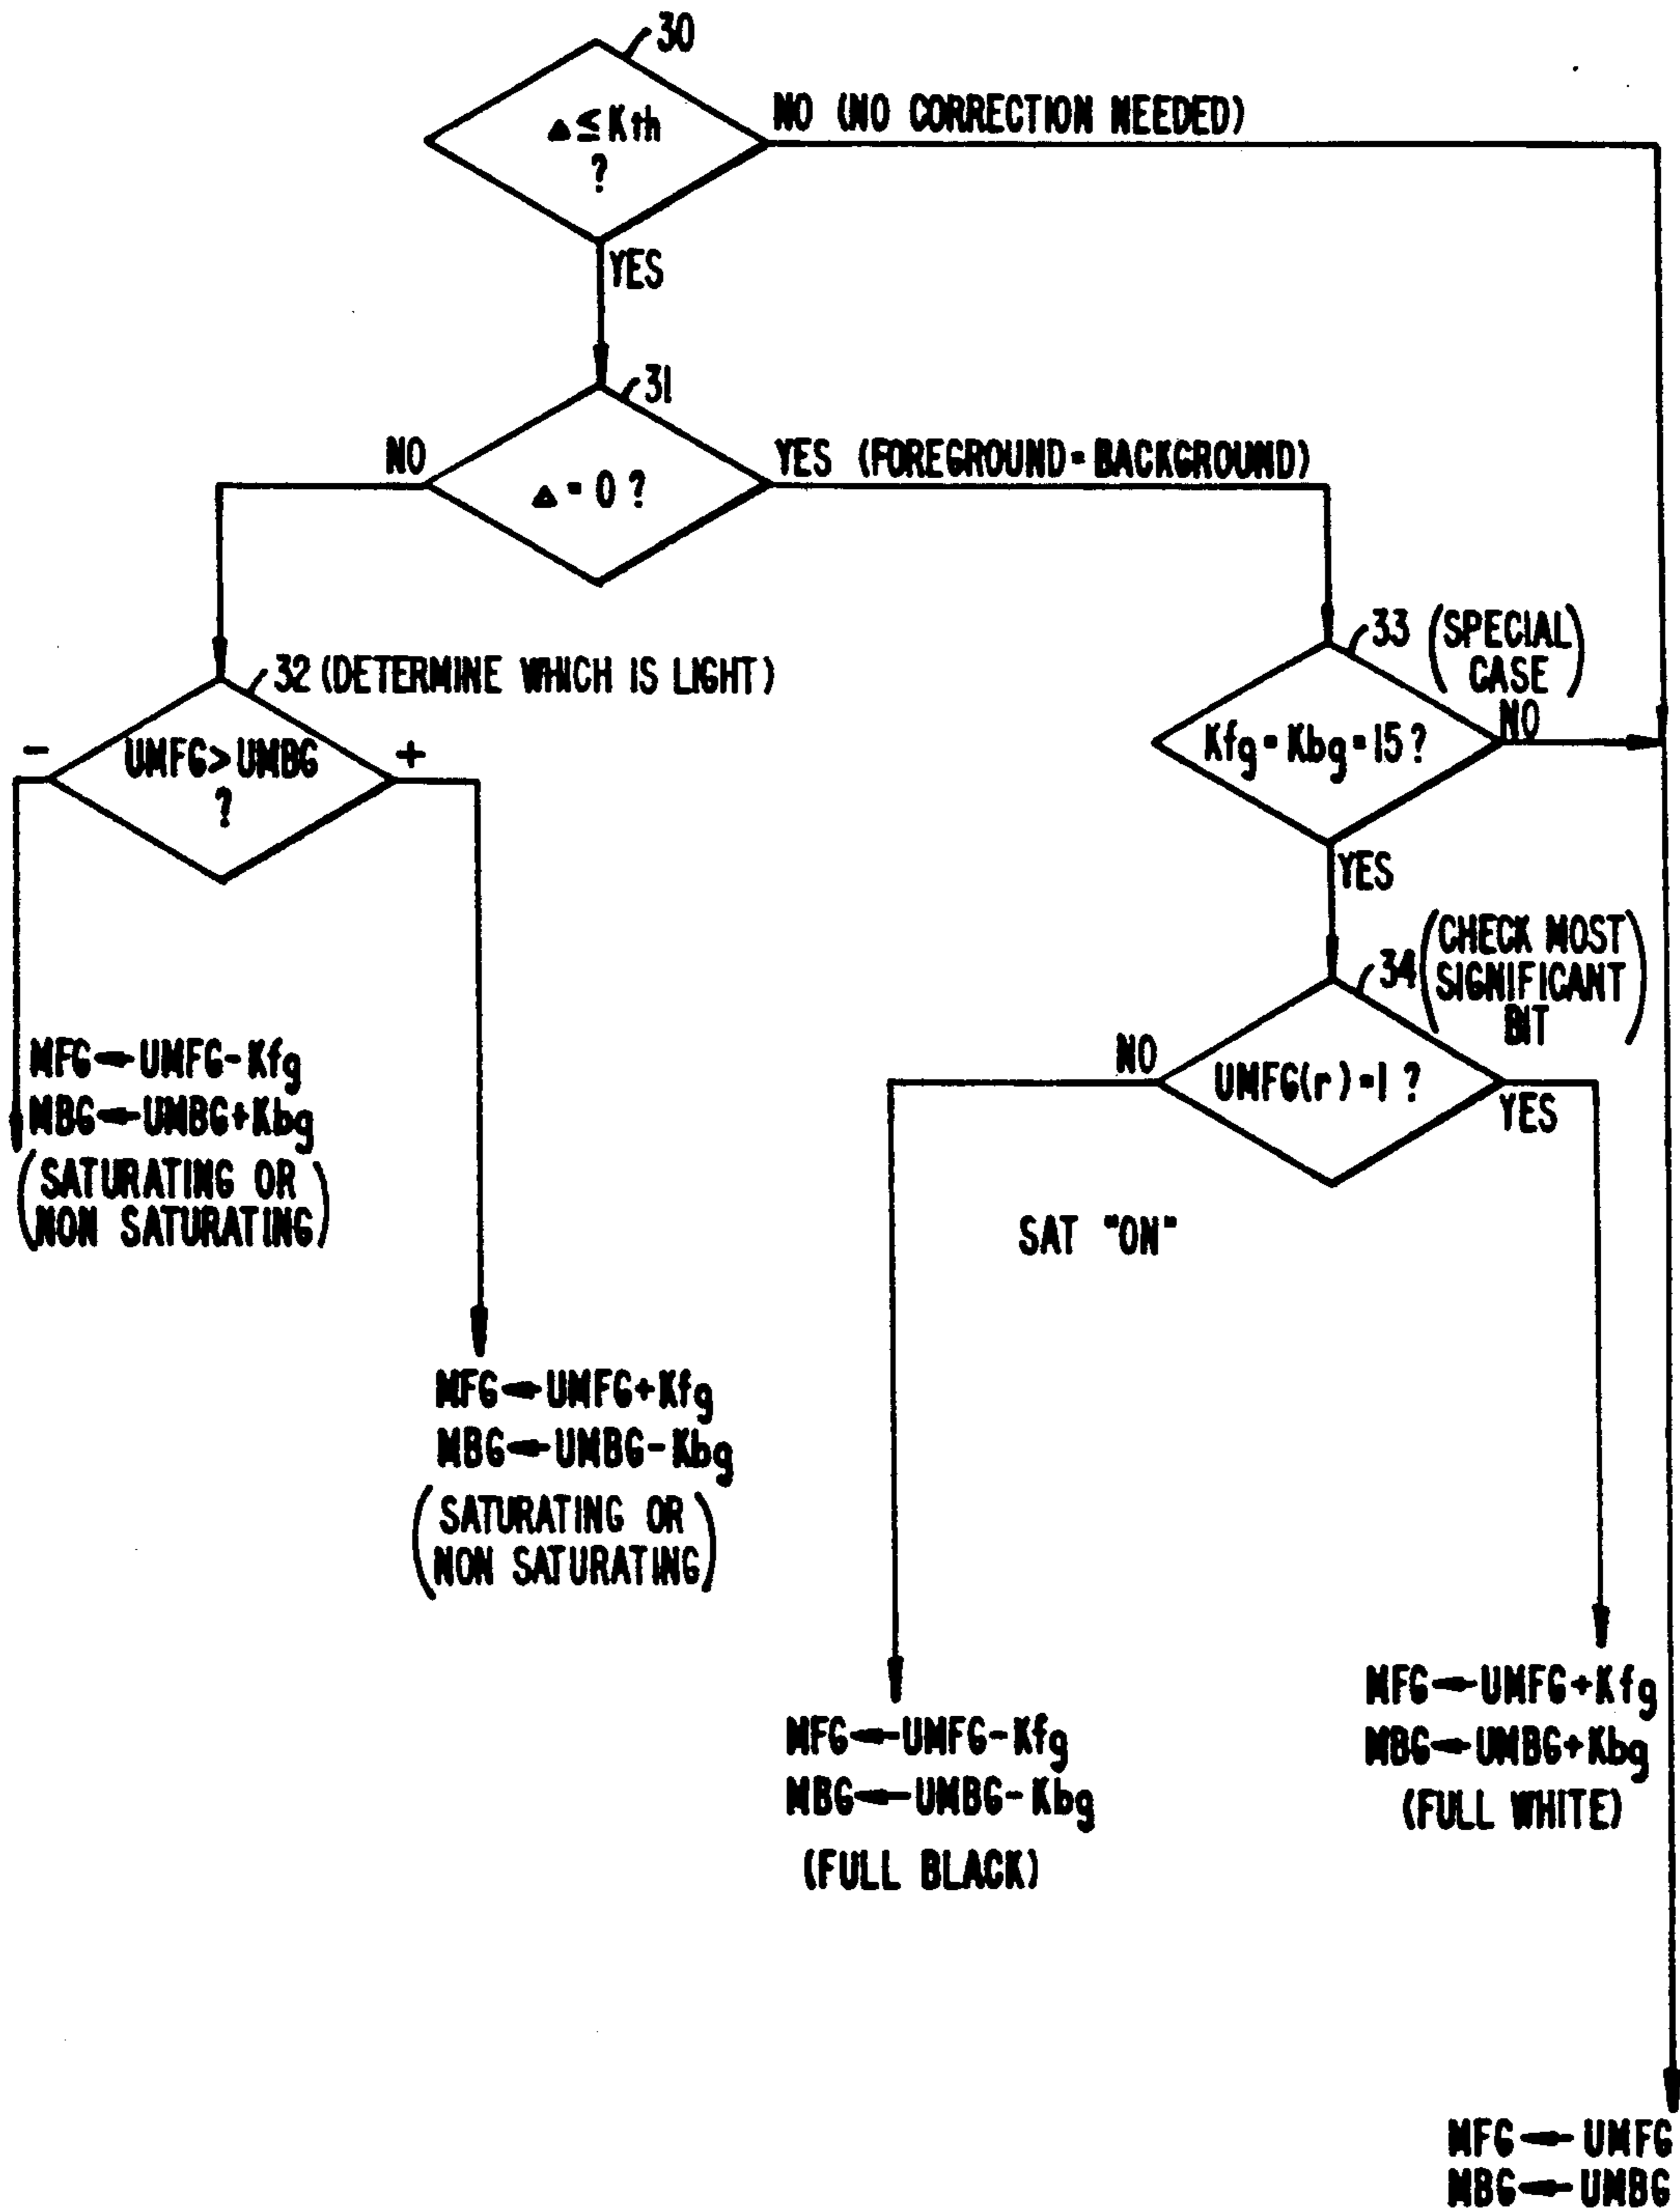 30
Δ≤Kth
?
NO (NO CORRECTION NEEDED)
YES
31
Δ=0 ?
NO
YES (FOREGROUND=BACKGROUND)
32 (DETERMINE WHICH IS LIGHT)
UMFG>UMBG
?
-
+
33 (SPECIAL
CASE)
Kfg=Kbg=15?
NO
YES
34 (CHECK MOST
SIGNIFICANT
BIT)
UMFG(r)=1 ?
NO
YES
MFG←UMFG-Kfg
MBG←UMBG+Kbg
(SATURATING OR
NON SATURATING)
SAT "ON"
MFG←UMFG+Kfg
MBG←UMBG-Kbg
(SATURATING OR
NON SATURATING)
MFG←UMFG-Kfg
MBG←UMBG-Kbg
(FULL BLACK)
MFG←UMFG+Kfg
MBG←UMBG+Kbg
(FULL WHITE)
MFG←UMFG
MBG←UMBG